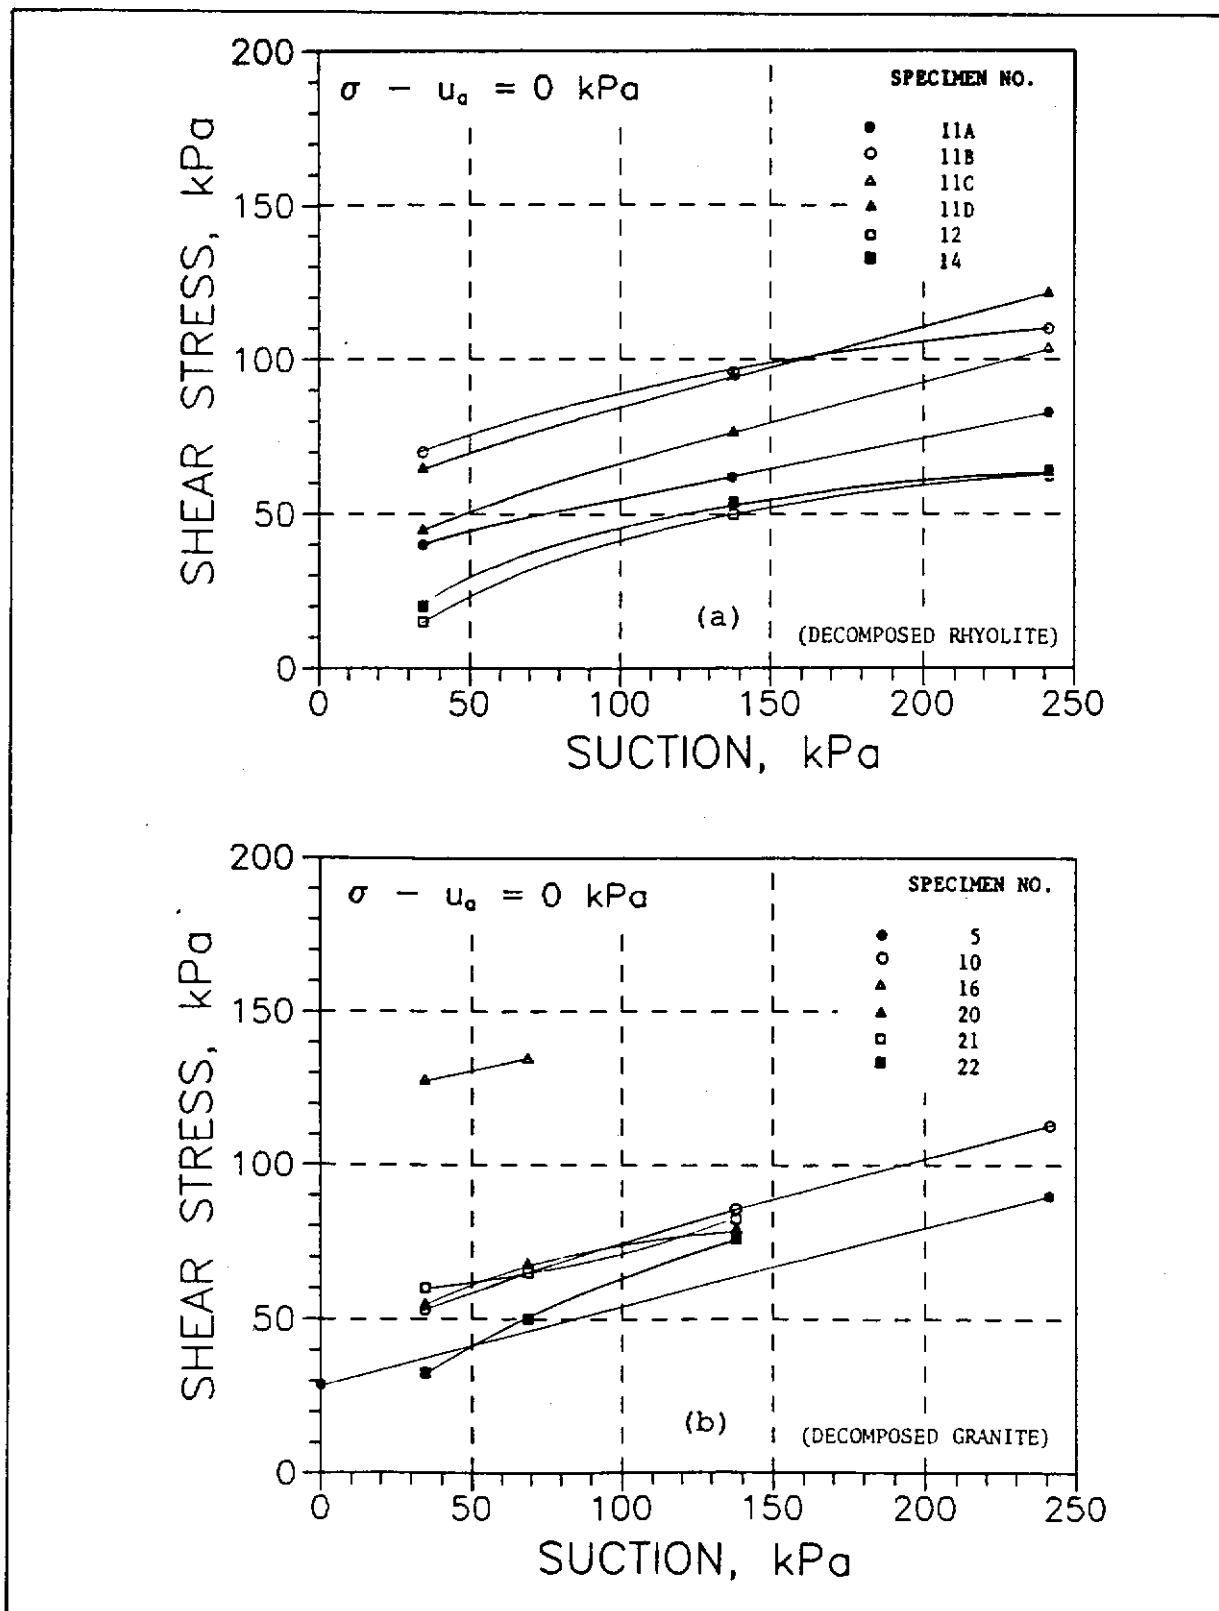 200
150
100
50
0
SHEAR STRESS, kPa
σ − uₐ = 0 kPa
SPECIMEN NO.
11A
11B
11C
11D
12
14
(a)
(DECOMPOSED RHYOLITE)
0 50 100 150 200 250
SUCTION, kPa
200
150
100
50
0
SHEAR STRESS, kPa
σ − uₐ = 0 kPa
SPECIMEN NO.
5
10
16
20
21
22
(b)
(DECOMPOSED GRANITE)
0 50 100 150 200 250
SUCTION, kPa